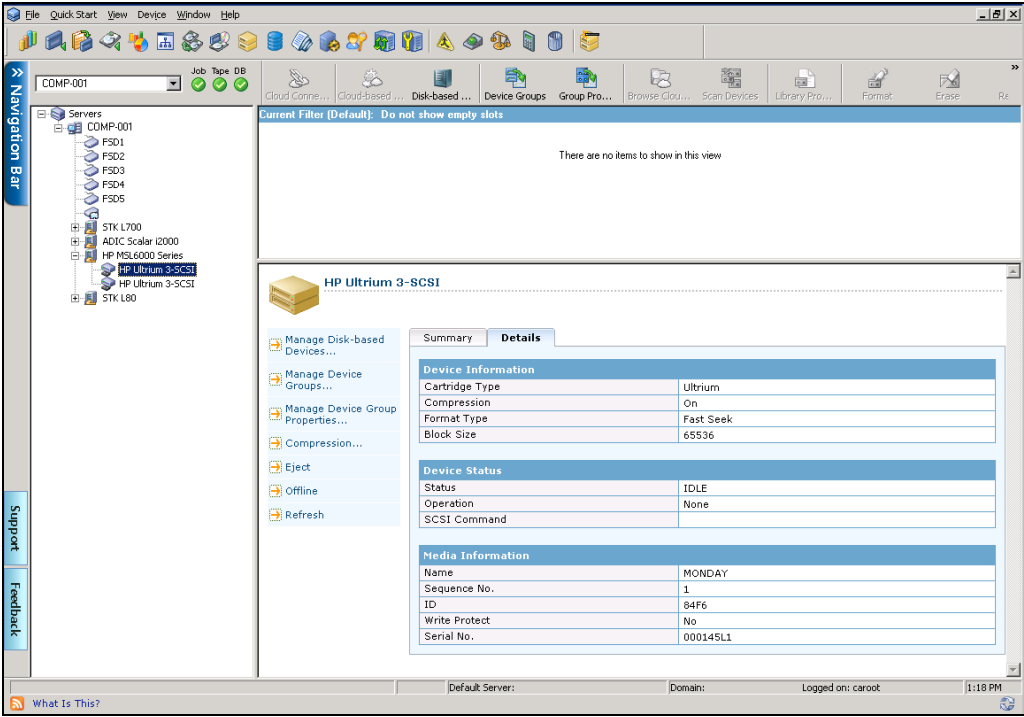 File Quick Start View Device Window Help
COMP-001
Job Tape DB
Cloud Conne... Cloud-based ... Disk-based ... Device Groups Group Pro... Browse Clou... Scan Devices Library Pro... Format Erase Re
»
» Navigation Bar
Servers
COMP-001
FSD1
FSD2
FSD3
FSD4
FSD5
STK L700
ADIC Scalar i2000
HP MSL6000 Series
HP Ultrium 3-SCSI
HP Ultrium 3-SCSI
STK L80
Current Filter (Default): Do not show empty slots
There are no items to show in this view
HP Ultrium 3-SCSI
Manage Disk-based
Devices...
Manage Device
Groups...
Manage Device Group
Properties...
Compression...
Eject
Offline
Refresh
Summary Details
Device Information
Cartridge Type Ultrium
Compression On
Format Type Fast Seek
Block Size 65536
Device Status
Status IDLE
Operation None
SCSI Command
Media Information
Name MONDAY
Sequence No. 1
ID 84F6
Write Protect No
Serial No. 000145L1
Support
Feedback
Default Server: Domain: Logged on: caroot 1:18 PM
What Is This?